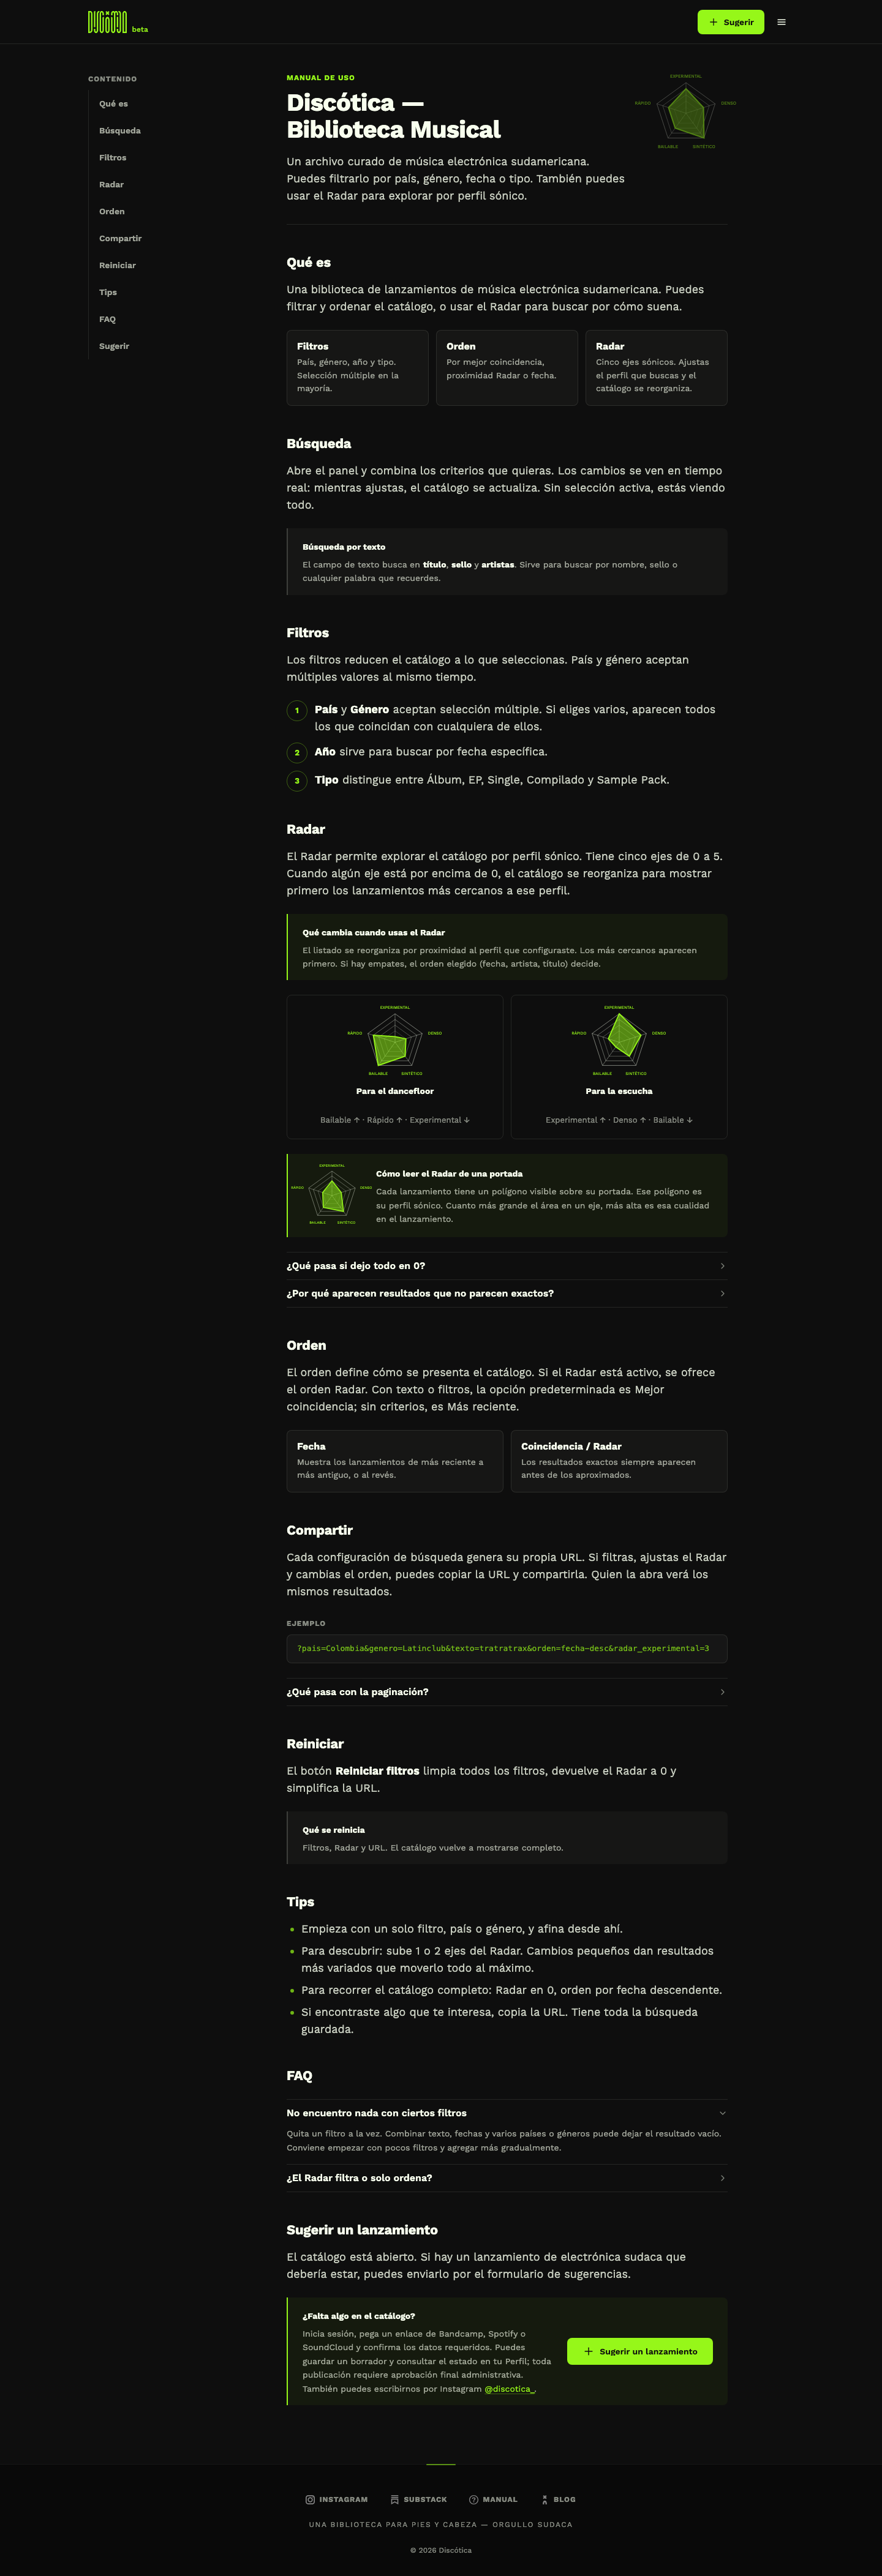 Discótica beta
Sugerir
CONTENIDO
Qué es
Búsqueda
Filtros
Radar
Orden
Compartir
Reiniciar
Tips
FAQ
Sugerir
MANUAL DE USO
Discótica —
Biblioteca Musical
Un archivo curado de música electrónica sudamericana.
Puedes filtrarlo por país, género, fecha o tipo. También puedes
usar el Radar para explorar por perfil sónico.
EXPERIMENTAL
RÁPIDO
DENSO
BAILABLE
SINTÉTICO
Qué es
Una biblioteca de lanzamientos de música electrónica sudamericana. Puedes
filtrar y ordenar el catálogo, o usar el Radar para buscar por cómo suena.
Filtros
País, género, año y tipo.
Selección múltiple en la
mayoría.
Orden
Por mejor coincidencia,
proximidad Radar o fecha.
Radar
Cinco ejes sónicos. Ajustas
el perfil que buscas y el
catálogo se reorganiza.
Búsqueda
Abre el panel y combina los criterios que quieras. Los cambios se ven en tiempo
real: mientras ajustas, el catálogo se actualiza. Sin selección activa, estás viendo
todo.
Búsqueda por texto
El campo de texto busca en título, sello y artistas. Sirve para buscar por nombre, sello o
cualquier palabra que recuerdes.
Filtros
Los filtros reducen el catálogo a lo que seleccionas. País y género aceptan
múltiples valores al mismo tiempo.
1 País y Género aceptan selección múltiple. Si eliges varios, aparecen todos
los que coincidan con cualquiera de ellos.
2 Año sirve para buscar por fecha específica.
3 Tipo distingue entre Álbum, EP, Single, Compilado y Sample Pack.
Radar
El Radar permite explorar el catálogo por perfil sónico. Tiene cinco ejes de 0 a 5.
Cuando algún eje está por encima de 0, el catálogo se reorganiza para mostrar
primero los lanzamientos más cercanos a ese perfil.
Qué cambia cuando usas el Radar
El listado se reorganiza por proximidad al perfil que configuraste. Los más cercanos aparecen
primero. Si hay empates, el orden elegido (fecha, artista, título) decide.
EXPERIMENTAL
RÁPIDO
DENSO
BAILABLE
SINTÉTICO
Para el dancefloor
Bailable ↑ · Rápido ↑ · Experimental ↓
EXPERIMENTAL
RÁPIDO
DENSO
BAILABLE
SINTÉTICO
Para la escucha
Experimental ↑ · Denso ↑ · Bailable ↓
EXPERIMENTAL
RÁPIDO
DENSO
BAILABLE
SINTÉTICO
Cómo leer el Radar de una portada
Cada lanzamiento tiene un polígono visible sobre su portada. Ese polígono es
su perfil sónico. Cuanto más grande el área en un eje, más alta es esa cualidad
en el lanzamiento.
¿Qué pasa si dejo todo en 0?
¿Por qué aparecen resultados que no parecen exactos?
Orden
El orden define cómo se presenta el catálogo. Si el Radar está activo, se ofrece
el orden Radar. Con texto o filtros, la opción predeterminada es Mejor
coincidencia; sin criterios, es Más reciente.
Fecha
Muestra los lanzamientos de más reciente a
más antiguo, o al revés.
Coincidencia / Radar
Los resultados exactos siempre aparecen
antes de los aproximados.
Compartir
Cada configuración de búsqueda genera su propia URL. Si filtras, ajustas el Radar
y cambias el orden, puedes copiar la URL y compartirla. Quien la abra verá los
mismos resultados.
EJEMPLO
?pais=Colombia&genero=Latinclub&texto=tratratrax&orden=fecha-desc&radar_experimental=3
¿Qué pasa con la paginación?
Reiniciar
El botón Reiniciar filtros limpia todos los filtros, devuelve el Radar a 0 y
simplifica la URL.
Qué se reinicia
Filtros, Radar y URL. El catálogo vuelve a mostrarse completo.
Tips
Empieza con un solo filtro, país o género, y afina desde ahí.
Para descubrir: sube 1 o 2 ejes del Radar. Cambios pequeños dan resultados
más variados que moverlo todo al máximo.
Para recorrer el catálogo completo: Radar en 0, orden por fecha descendente.
Si encontraste algo que te interesa, copia la URL. Tiene toda la búsqueda
guardada.
FAQ
No encuentro nada con ciertos filtros
Quita un filtro a la vez. Combinar texto, fechas y varios países o géneros puede dejar el resultado vacío.
Conviene empezar con pocos filtros y agregar más gradualmente.
¿El Radar filtra o solo ordena?
Sugerir un lanzamiento
El catálogo está abierto. Si hay un lanzamiento de electrónica sudaca que
debería estar, puedes enviarlo por el formulario de sugerencias.
¿Falta algo en el catálogo?
Inicia sesión, pega un enlace de Bandcamp, Spotify o
SoundCloud y confirma los datos requeridos. Puedes
guardar un borrador y consultar el estado en tu Perfil; toda
publicación requiere aprobación final administrativa.
También puedes escribirnos por Instagram @discotica_.
Sugerir un lanzamiento
INSTAGRAM
SUBSTACK
MANUAL
BLOG
UNA BIBLIOTECA PARA PIES Y CABEZA — ORGULLO SUDACA
© 2026 Discótica